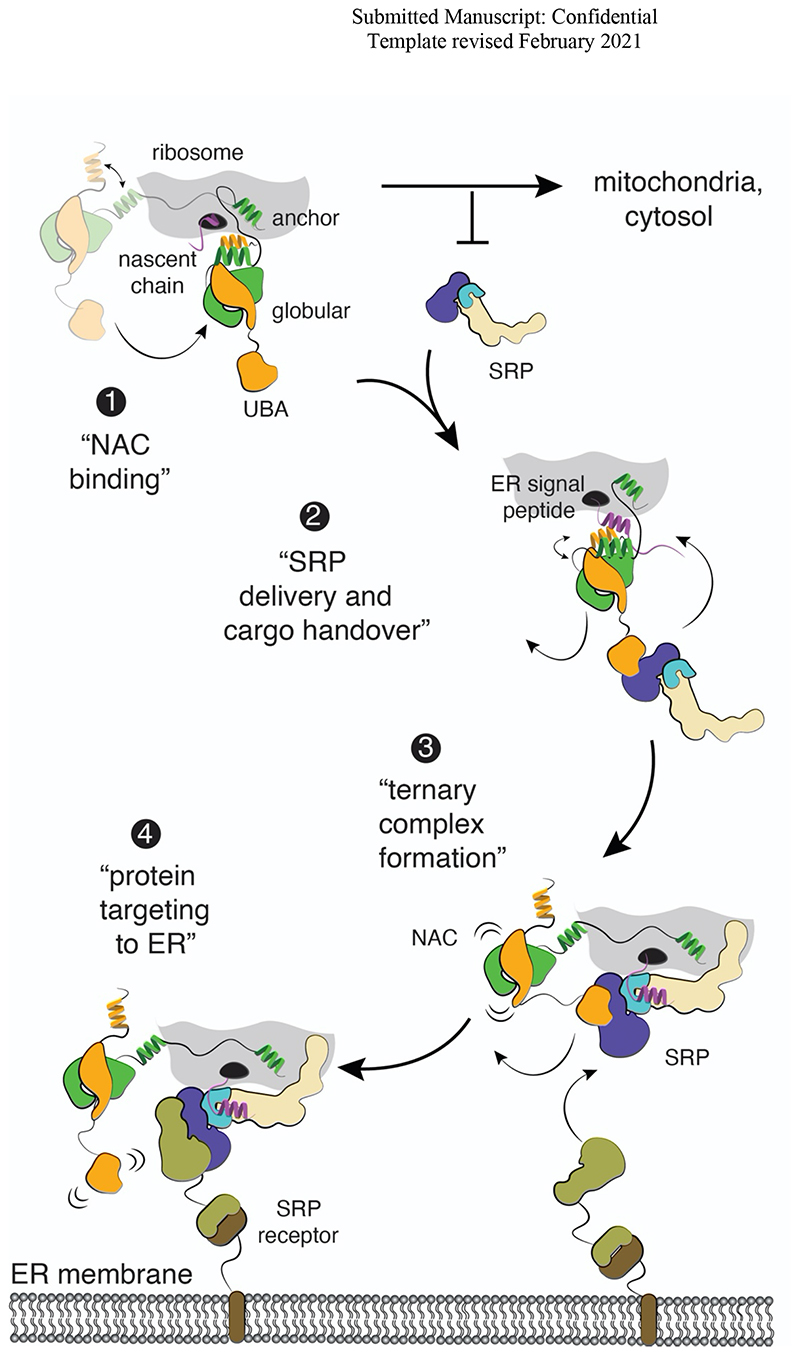 Submitted Manuscript: Confidential
Template revised February 2021
ribosome
anchor
nascent
chain
globular
UBA
mitochondria,
cytosol
SRP
1
“NAC
binding”
ER signal
peptide
2
“SRP
delivery and
cargo handover”
3
“ternary
complex
formation”
4
“protein
targeting
to ER”
NAC
SRP
SRP
receptor
ER membrane